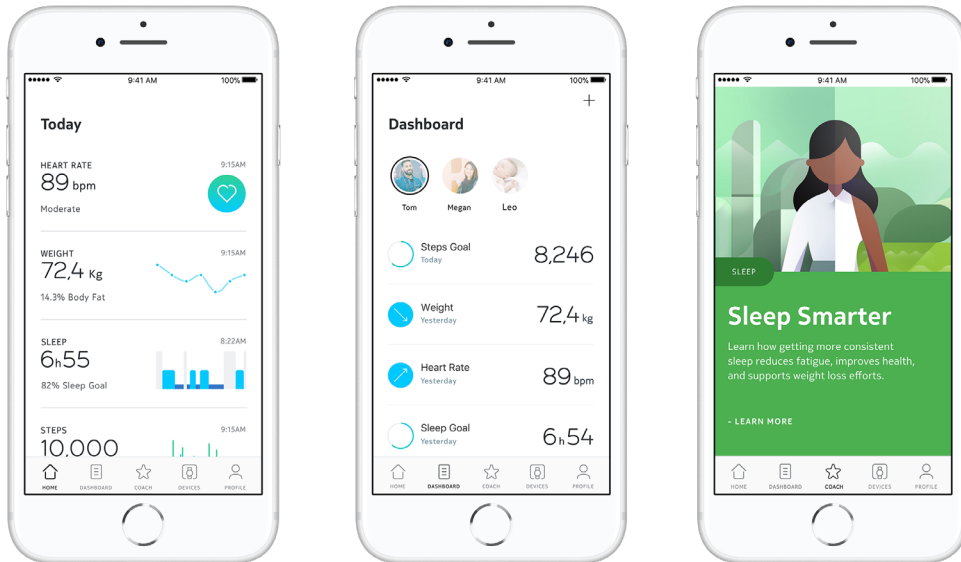 9:41 AM
100%
Today
HEART RATE
9:15AM
89 bpm
Moderate
WEIGHT
9:15AM
72,4 Kg
14.3% Body Fat
SLEEP
8:22AM
6h55
82% Sleep Goal
STEPS
9:15AM
10,000
HOME
DASHBOARD
COACH
DEVICES
PROFILE
9:41 AM
100%
+
Dashboard
Tom
Megan
Leo
Steps Goal
Today
8,246
Weight
Yesterday
72,4 kg
Heart Rate
Yesterday
89 bpm
Sleep Goal
Yesterday
6h54
HOME
DASHBOARD
COACH
DEVICES
PROFILE
9:41 AM
100%
SLEEP
Sleep Smarter
Learn how getting more consistent
sleep reduces fatigue, improves health,
and supports weight loss efforts.
- LEARN MORE
HOME
DASHBOARD
COACH
DEVICES
PROFILE